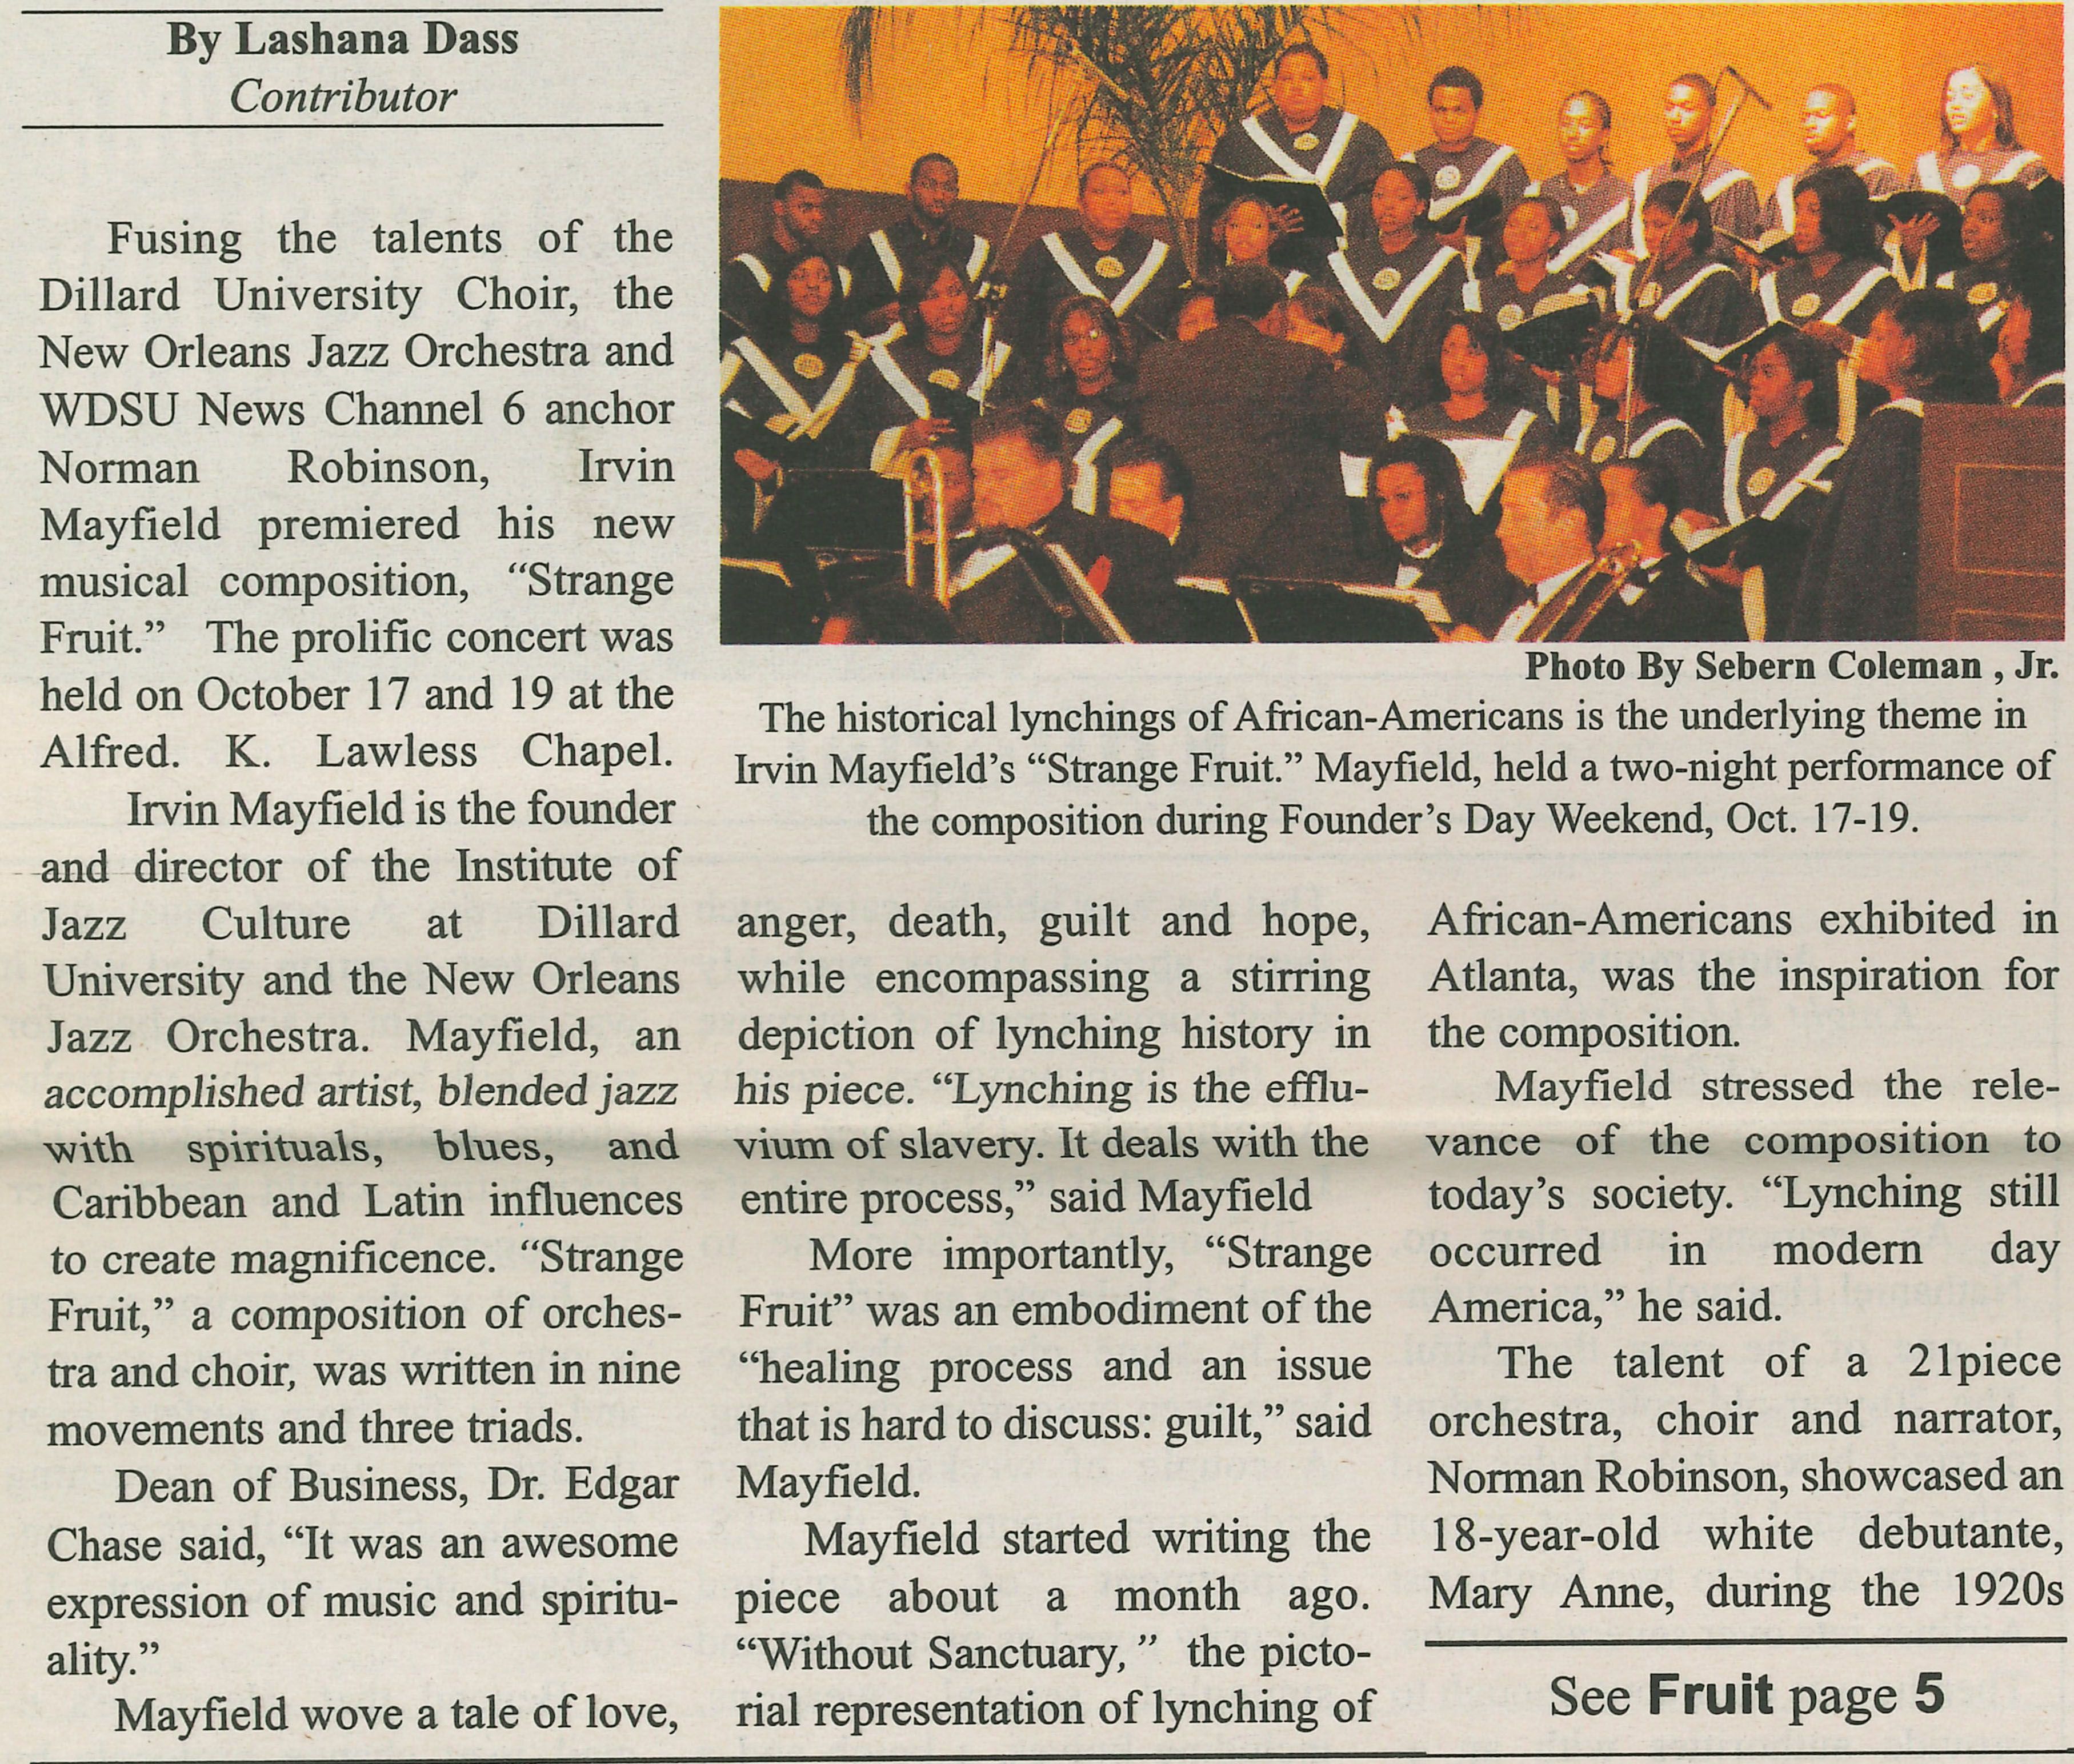 By Lashana Dass
Contributor
Fusing the talents of the
Dillard University Choir, the
New Orleans Jazz Orchestra and
WDSU News Channel 6 anchor
Norman Robinson, Irvin
Mayfield premiered his new
musical composition, “Strange
Fruit.” The prolific concert was
held on October 17 and 19 at the
Alfred. K. Lawless Chapel.
Irvin Mayfield is the founder
and director of the Institute of
Jazz Culture at Dillard
University and the New Orleans
Jazz Orchestra. Mayfield, an
accomplished artist, blended jazz
with spirituals, blues, and
Caribbean and Latin influences
to create magnificence. “Strange
Fruit,” a composition of orches-
tra and choir, was written in nine
movements and three triads.
Dean of Business, Dr. Edgar
Chase said, “It was an awesome
expression of music and spiritu-
ality.”
Mayfield wove a tale of love,
Photo By Sebern Coleman , Jr.
The historical lynchings of African-Americans is the underlying theme in
Irvin Mayfield’s “Strange Fruit.” Mayfield, held a two-night performance of
the composition during Founder’s Day Weekend, Oct. 17-19.
anger, death, guilt and hope,
while encompassing a stirring
depiction of lynching history in
his piece. “Lynching is the efflu-
vium of slavery. It deals with the
entire process,” said Mayfield
More importantly, “Strange
Fruit” was an embodiment of the
“healing process and an issue
that is hard to discuss: guilt,” said
Mayfield.
Mayfield started writing the
piece about a month ago.
“Without Sanctuary,” the picto-
rial representation of lynching of
African-Americans exhibited in
Atlanta, was the inspiration for
the composition.
Mayfield stressed the rele-
vance of the composition to
today’s society. “Lynching still
occurred in modern day
America,” he said.
The talent of a 21piece
orchestra, choir and narrator,
Norman Robinson, showcased an
18-year-old white debutante,
Mary Anne, during the 1920s
See Fruit page 5